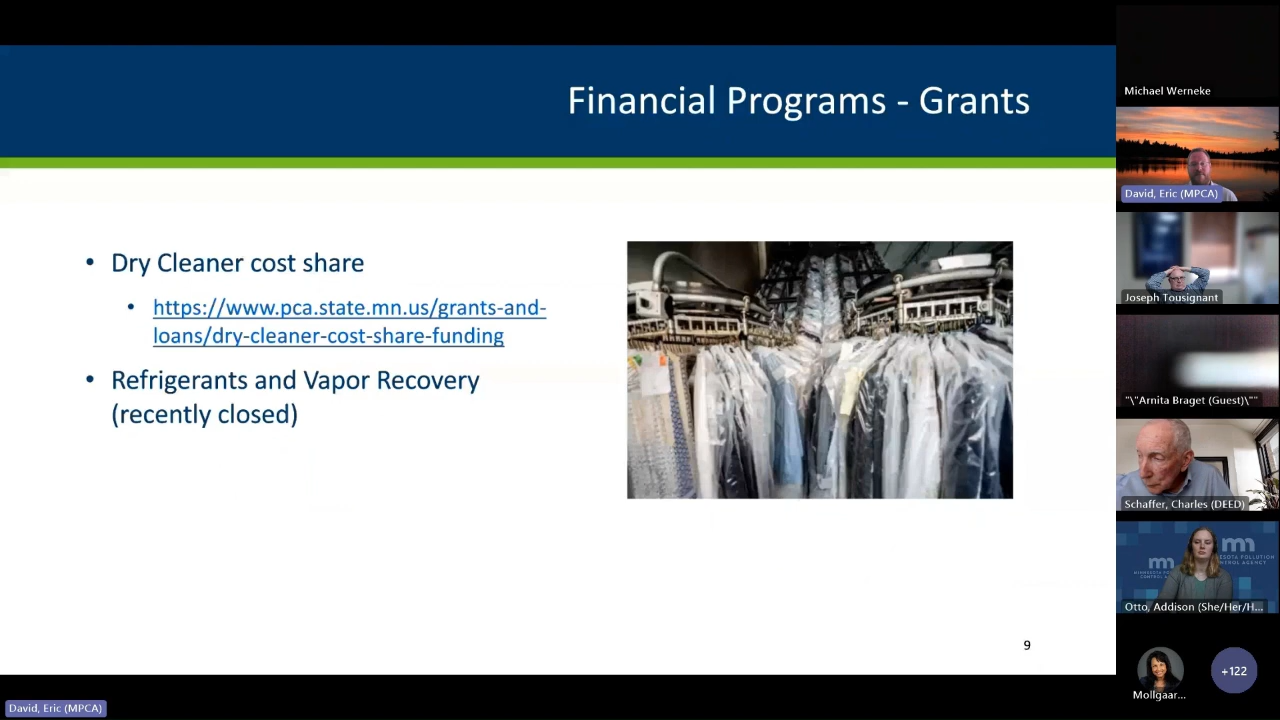 Financial Programs - Grants
• Dry Cleaner cost share
• https://www.pca.state.mn.us/grants-and-
loans/dry-cleaner-cost-share-funding
• Refrigerants and Vapor Recovery
(recently closed)
9
David, Eric (MPCA)
Michael Werneke
David, Eric (MPCA)
Joseph Tousignant
"\"Arnita Braget (Guest)\""
Schaffer, Charles (DEED)
mn
mn
Otto, Addison (She/Her/H...
+122
Mollgaar...